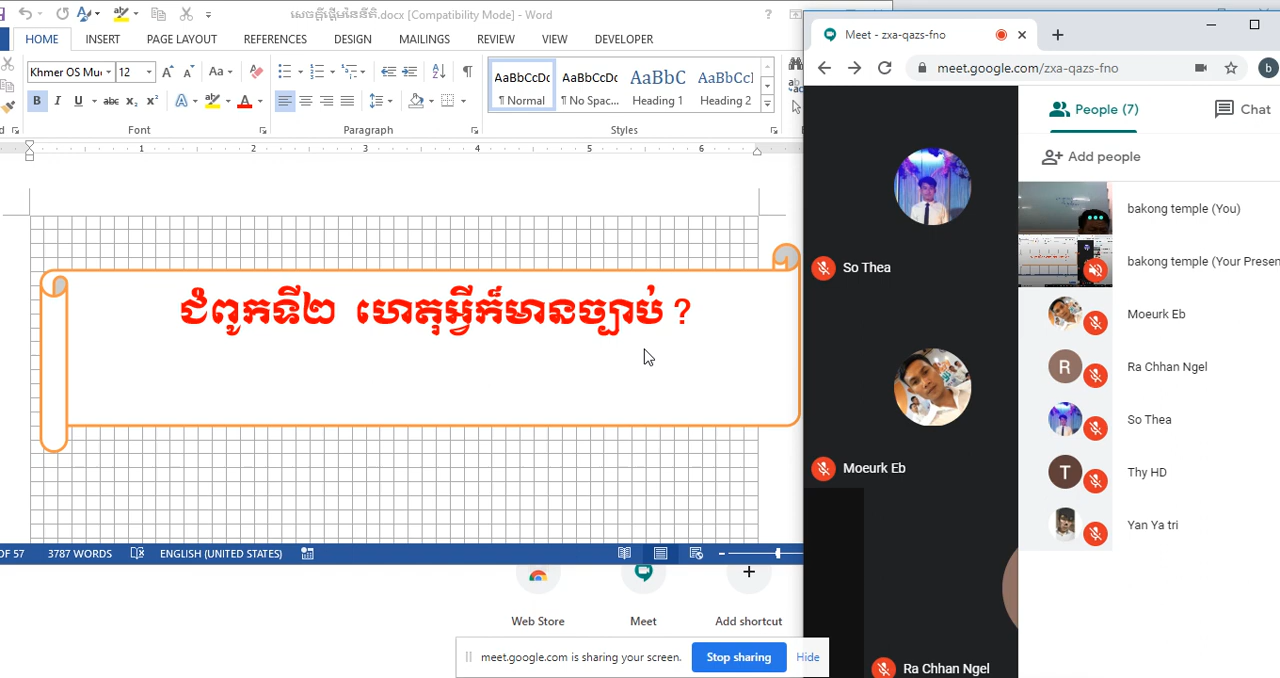 សេចក្តីផ្តើមនៃនីតិ.docx [Compatibility Mode] - Word
HOME INSERT PAGE LAYOUT REFERENCES DESIGN MAILINGS REVIEW VIEW DEVELOPER
Khmer OS Mu 12
AaBbCcDc AaBbCcDc AaBbC AaBbCcI
¶ Normal ¶ No Spac... Heading 1 Heading 2
Font Paragraph Styles
1 2 3 4 5 6
ជំពូកទី២ ហេតុអ្វីក៏មានច្បាប់ ?
OF 57 3787 WORDS ENGLISH (UNITED STATES)
Web Store Meet Add shortcut
meet.google.com is sharing your screen. Stop sharing Hide
Meet - zxa-qazs-fno
meet.google.com/zxa-qazs-fno b
People (7) Chat
Add people
So Thea
Moeurk Eb
Ra Chhan Ngel
bakong temple (You)
bakong temple (Your Presen
Moeurk Eb
R Ra Chhan Ngel
So Thea
T Thy HD
Yan Ya tri